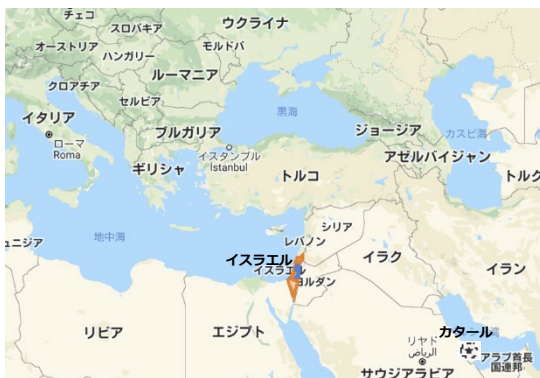 チェコ
スロバキア
ウクライナ
オーストリア
モルドバ
ハンガリー
クロアチア
ルーマニア
セルビア
黒海
イタリア
ブルガリア
ジョージア
カスピ海
ローマ
Roma
イスタンブル
Istanbul
アゼルバイジャン
ギリシャ
トルコ
トルク
シリア
地中海
レバノン
ュニジア
イスラエル
イスラエル
イラク
イラン
ヨルダン
カタール
リビア
エジプト
リヤド
الرياض
アラブ首長
国連邦
サウジアラビア